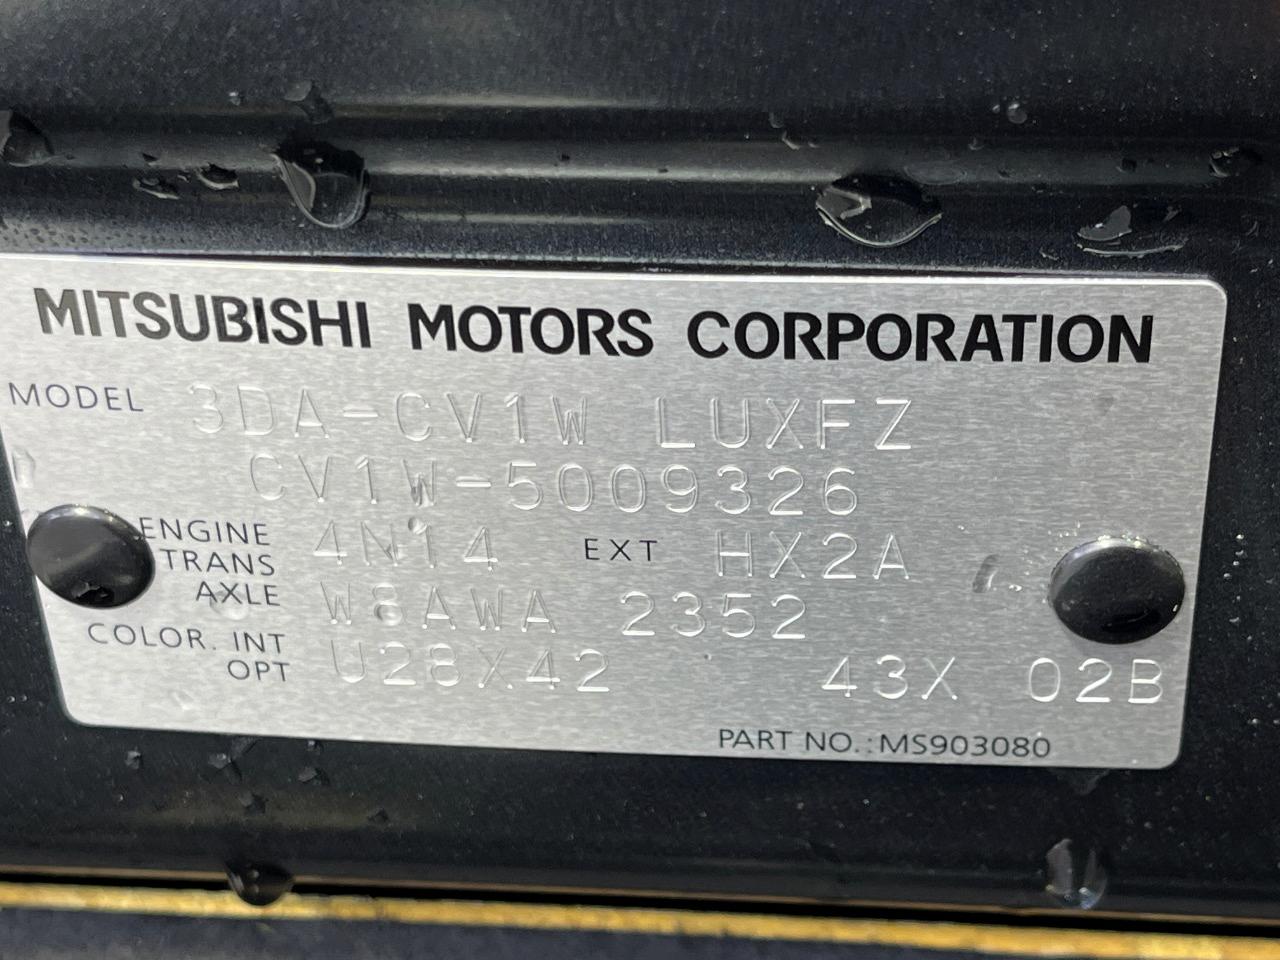 MITSUBISHI MOTORS CORPORATION
MODEL 3DA-CV1W LUXFZ
CV1W-5009326
ENGINE 4N14 EXT HX2A
TRANS
AXLE W8AWA 2352
COLOR. INT
OPT U28X42 43X 02B
PART NO.:MS903080